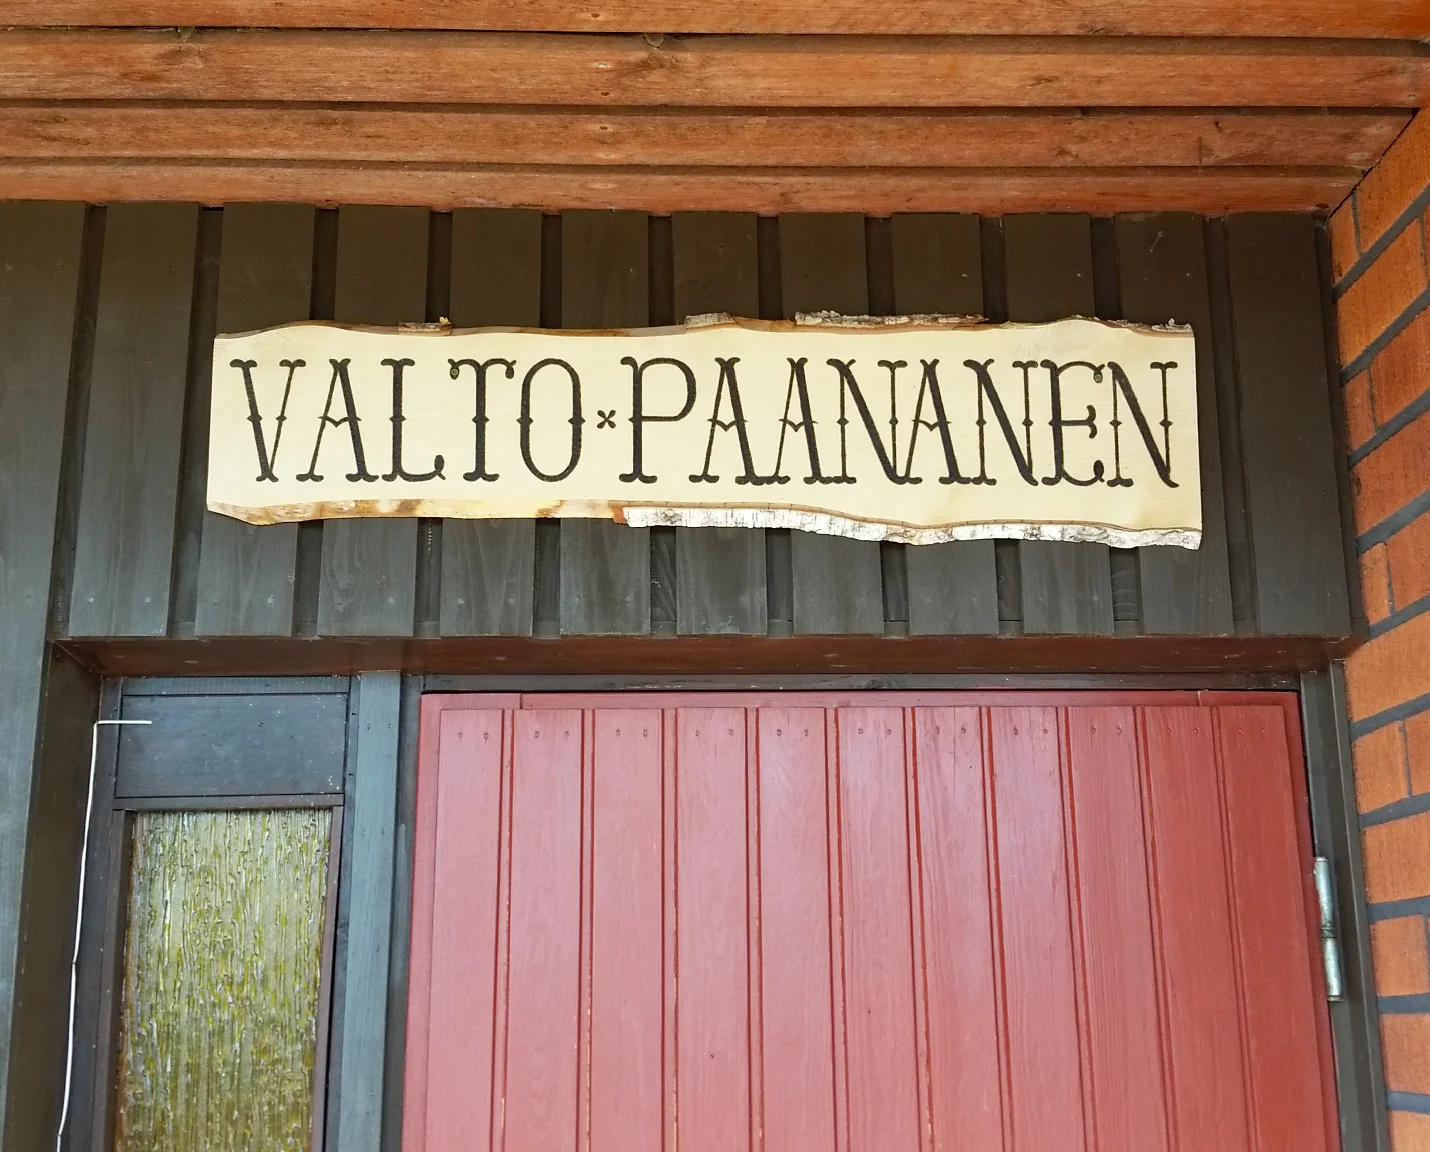 VALTO × PAANANEN